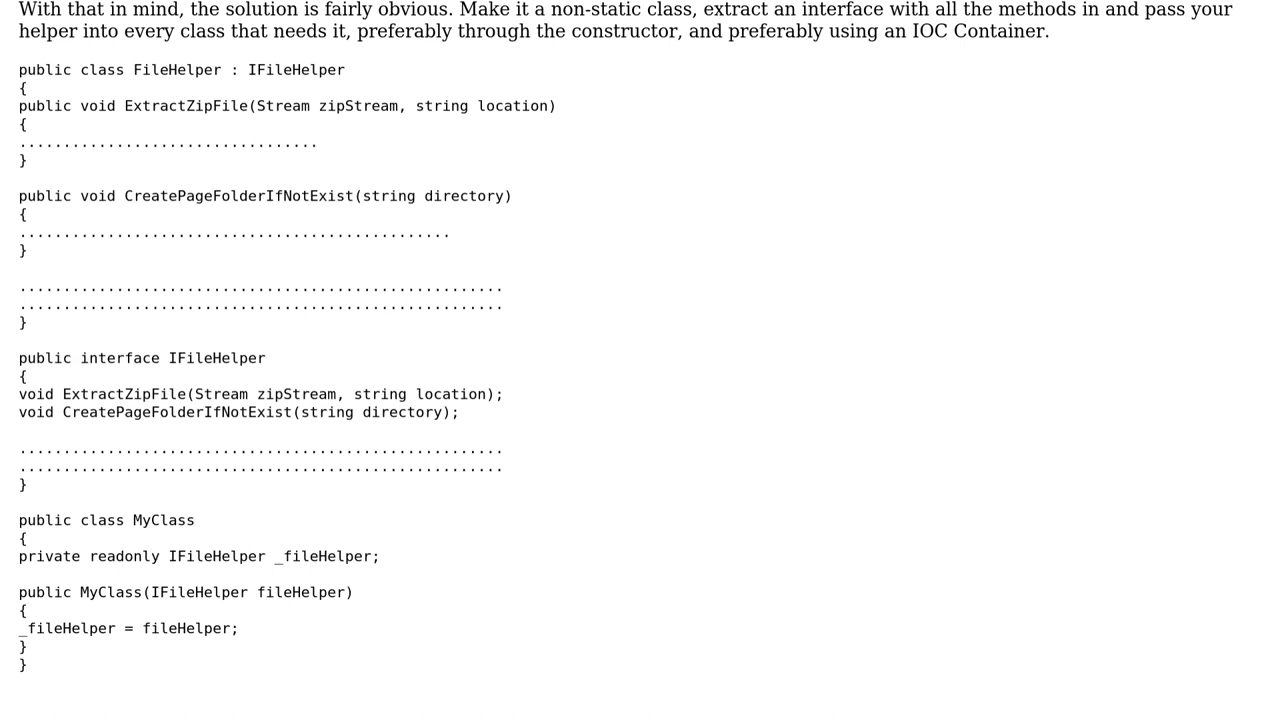 With that in mind, the solution is fairly obvious. Make it a non-static class, extract an interface with all the methods in and pass your
helper into every class that needs it, preferably through the constructor, and preferably using an IOC Container.
public class FileHelper : IFileHelper
{
public void ExtractZipFile(Stream zipStream, string location)
{
..................................
}
public void CreatePageFolderIfNotExist(string directory)
{
.................................................
}
.......................................................
.......................................................
}
public interface IFileHelper
{
void ExtractZipFile(Stream zipStream, string location);
void CreatePageFolderIfNotExist(string directory);
.......................................................
.......................................................
}
public class MyClass
{
private readonly IFileHelper _fileHelper;
public MyClass(IFileHelper fileHelper)
{
_fileHelper = fileHelper;
}
}